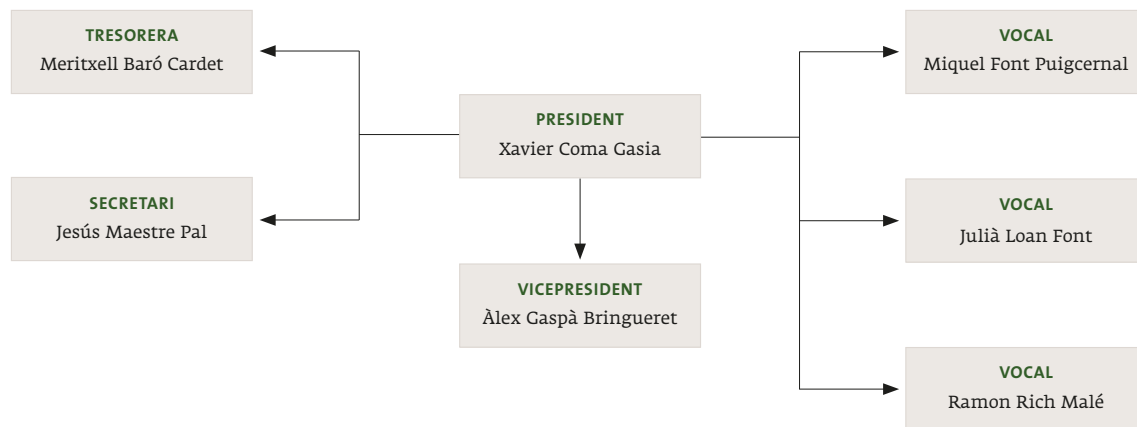 TRESORERA
Meritxell Baró Cardet
SECRETARI
Jesús Maestre Pal
PRESIDENT
Xavier Coma Gasia
VICEPRESIDENT
Àlex Gaspà Bringueret
VOCAL
Miquel Font Puigcernal
VOCAL
Julià Loan Font
VOCAL
Ramon Rich Malé